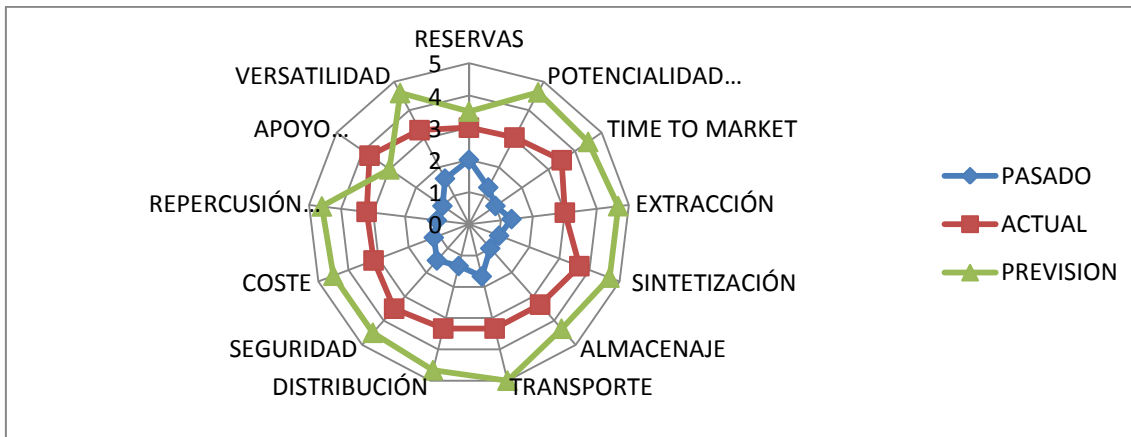 RESERVAS
POTENCIALIDAD...
TIME TO MARKET
EXTRACCIÓN
SINTETIZACIÓN
ALMACENAJE
TRANSPORTE
DISTRIBUCIÓN
SEGURIDAD
COSTE
REPERCUSIÓN...
APOYO...
VERSATILIDAD
5
4
3
2
1
0
PASADO
ACTUAL
PREVISION